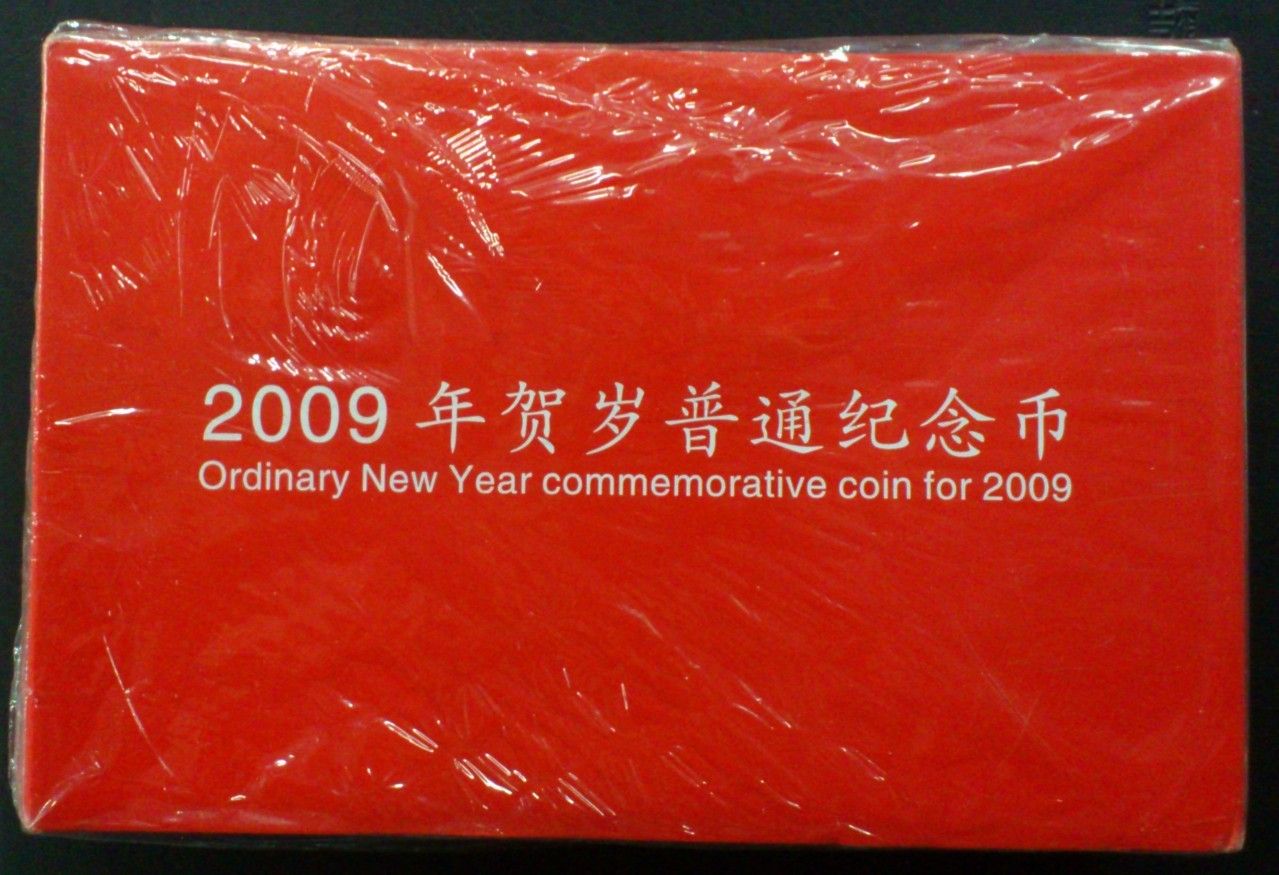 2009 年贺岁普通纪念币
Ordinary New Year commemorative coin for 2009